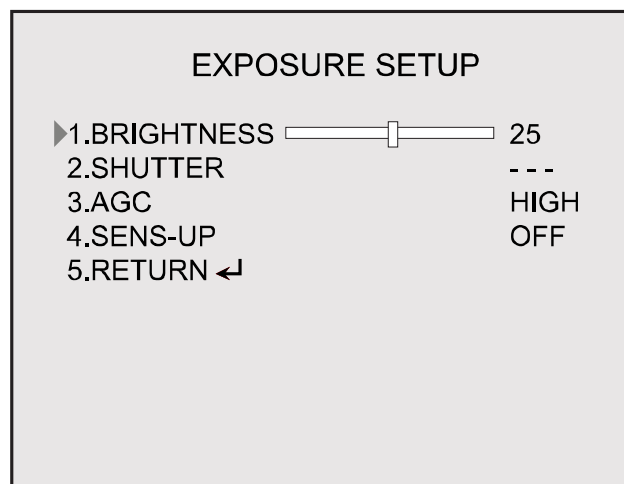 EXPOSURE SETUP
1.BRIGHTNESS 25
2.SHUTTER - - -
3.AGC HIGH
4.SENS-UP OFF
5.RETURN ↲